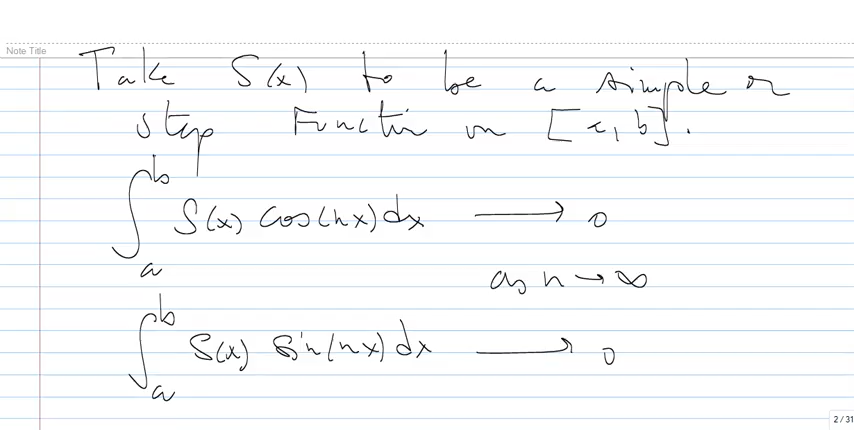 Note Title
Take S(x) to be a simple or
step Function on [a, b].
∫_a^b S(x) cos(nx) dx ⟶ 0
as n → ∞
∫_a^b S(x) sin(nx) dx ⟶ 0
2 / 31